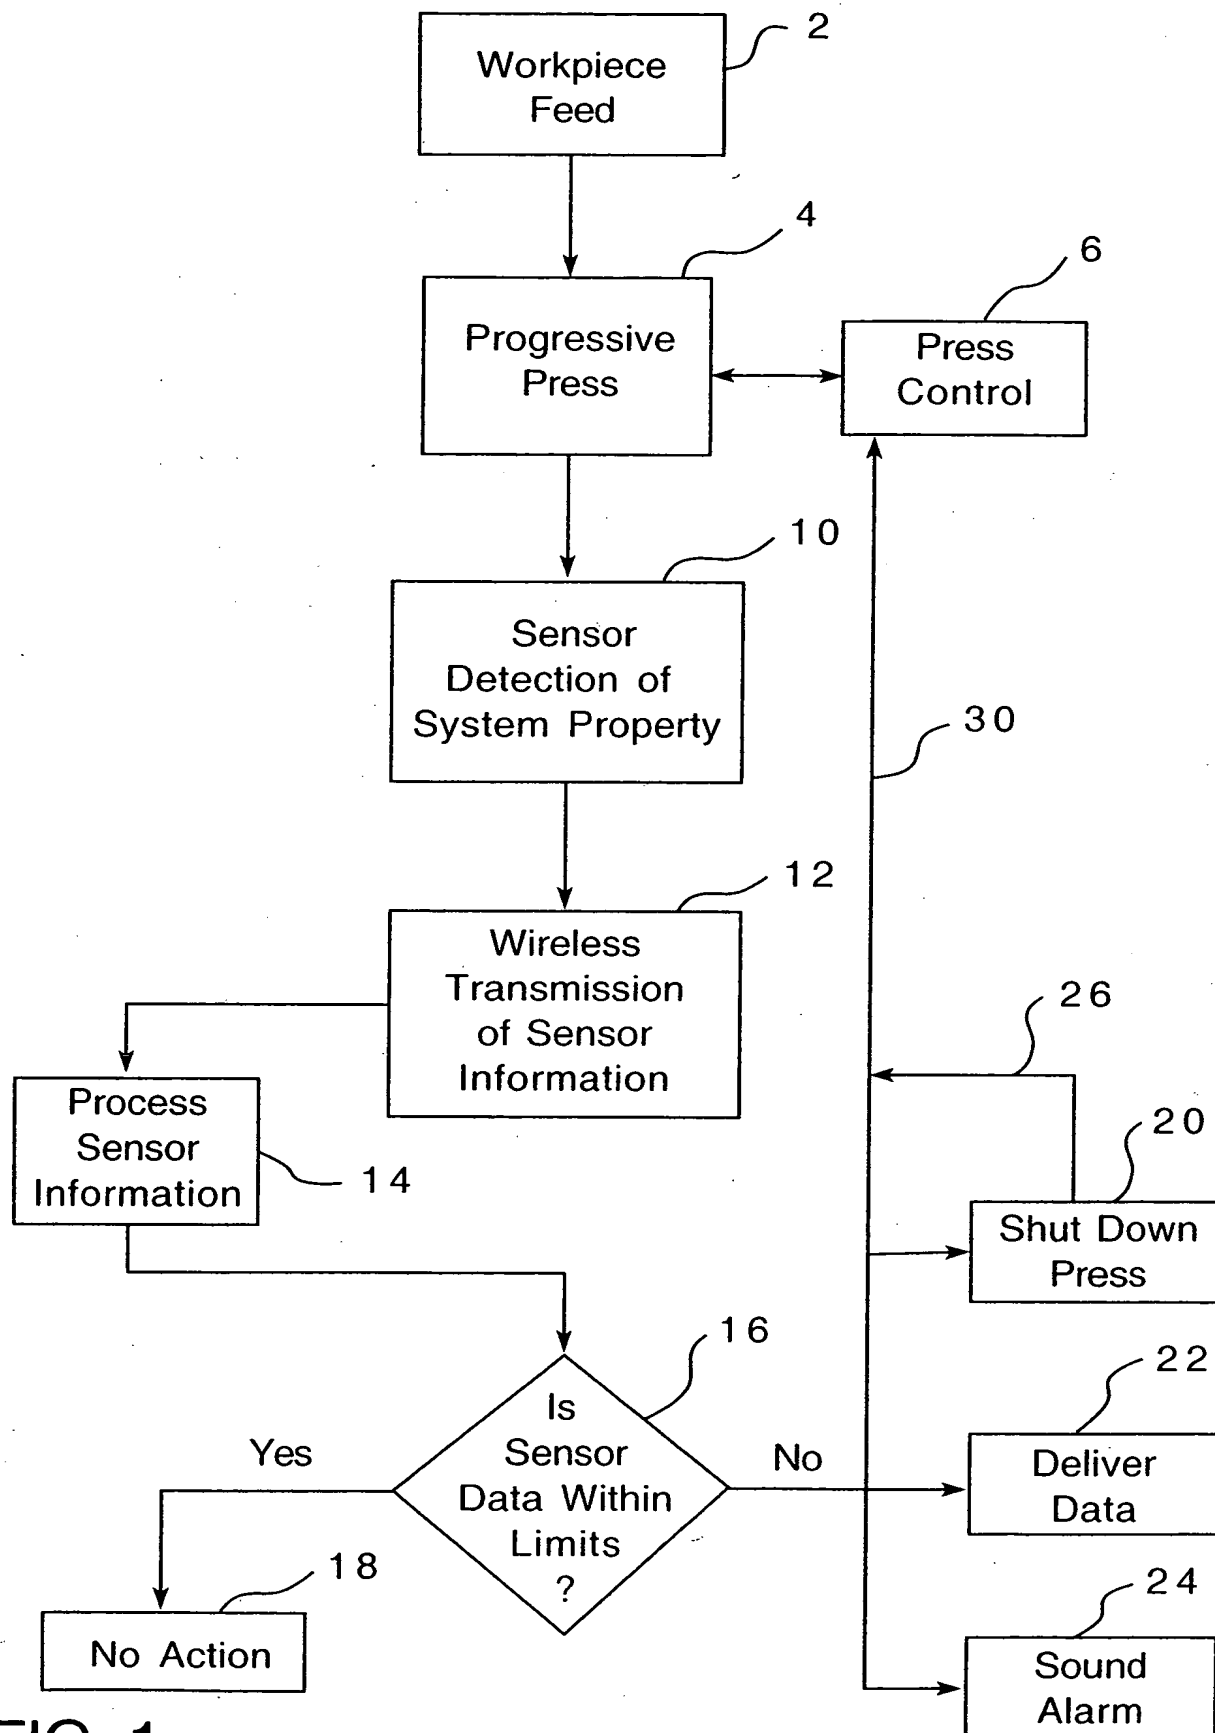 2
Workpiece
Feed
4
6
Progressive
Press
Press
Control
10
Sensor
Detection of
System Property
30
12
Wireless
Transmission
of Sensor
Information
26
Process
Sensor
Information
14
20
Shut Down
Press
16
22
Is
Sensor
Data Within
Limits
?
Yes
No
Deliver
Data
18
No Action
24
Sound
Alarm
FIG. 1